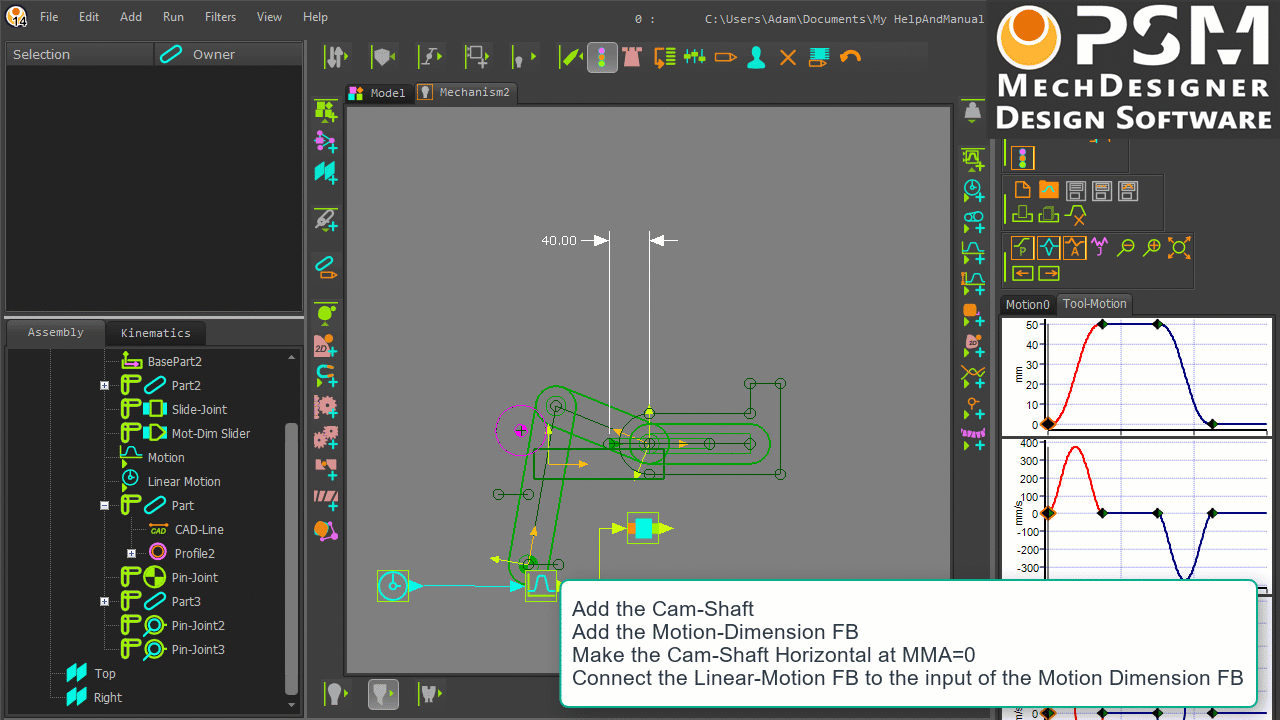 14
File Edit Add Run Filters View Help
0 : C:\Users\Adam\Documents\My HelpAndManual
PSM
MECHDESIGNER
DESIGN SOFTWARE
Selection Owner
Model Mechanism2
40.00
Assembly Kinematics
BasePart2
Part2
Slide-Joint
Mot-Dim Slider
Motion
Linear Motion
Part
CAD CAD-Line
Profile2
Pin-Joint
Part3
Pin-Joint2
Pin-Joint3
Top
Right
Motion0 Tool-Motion
50
40
30
20
10
0
mm
400
300
200
100
0
-100
-200
-300
mm/s
0
Add the Cam-Shaft
Add the Motion-Dimension FB
Make the Cam-Shaft Horizontal at MMA=0
Connect the Linear-Motion FB to the input of the Motion Dimension FB